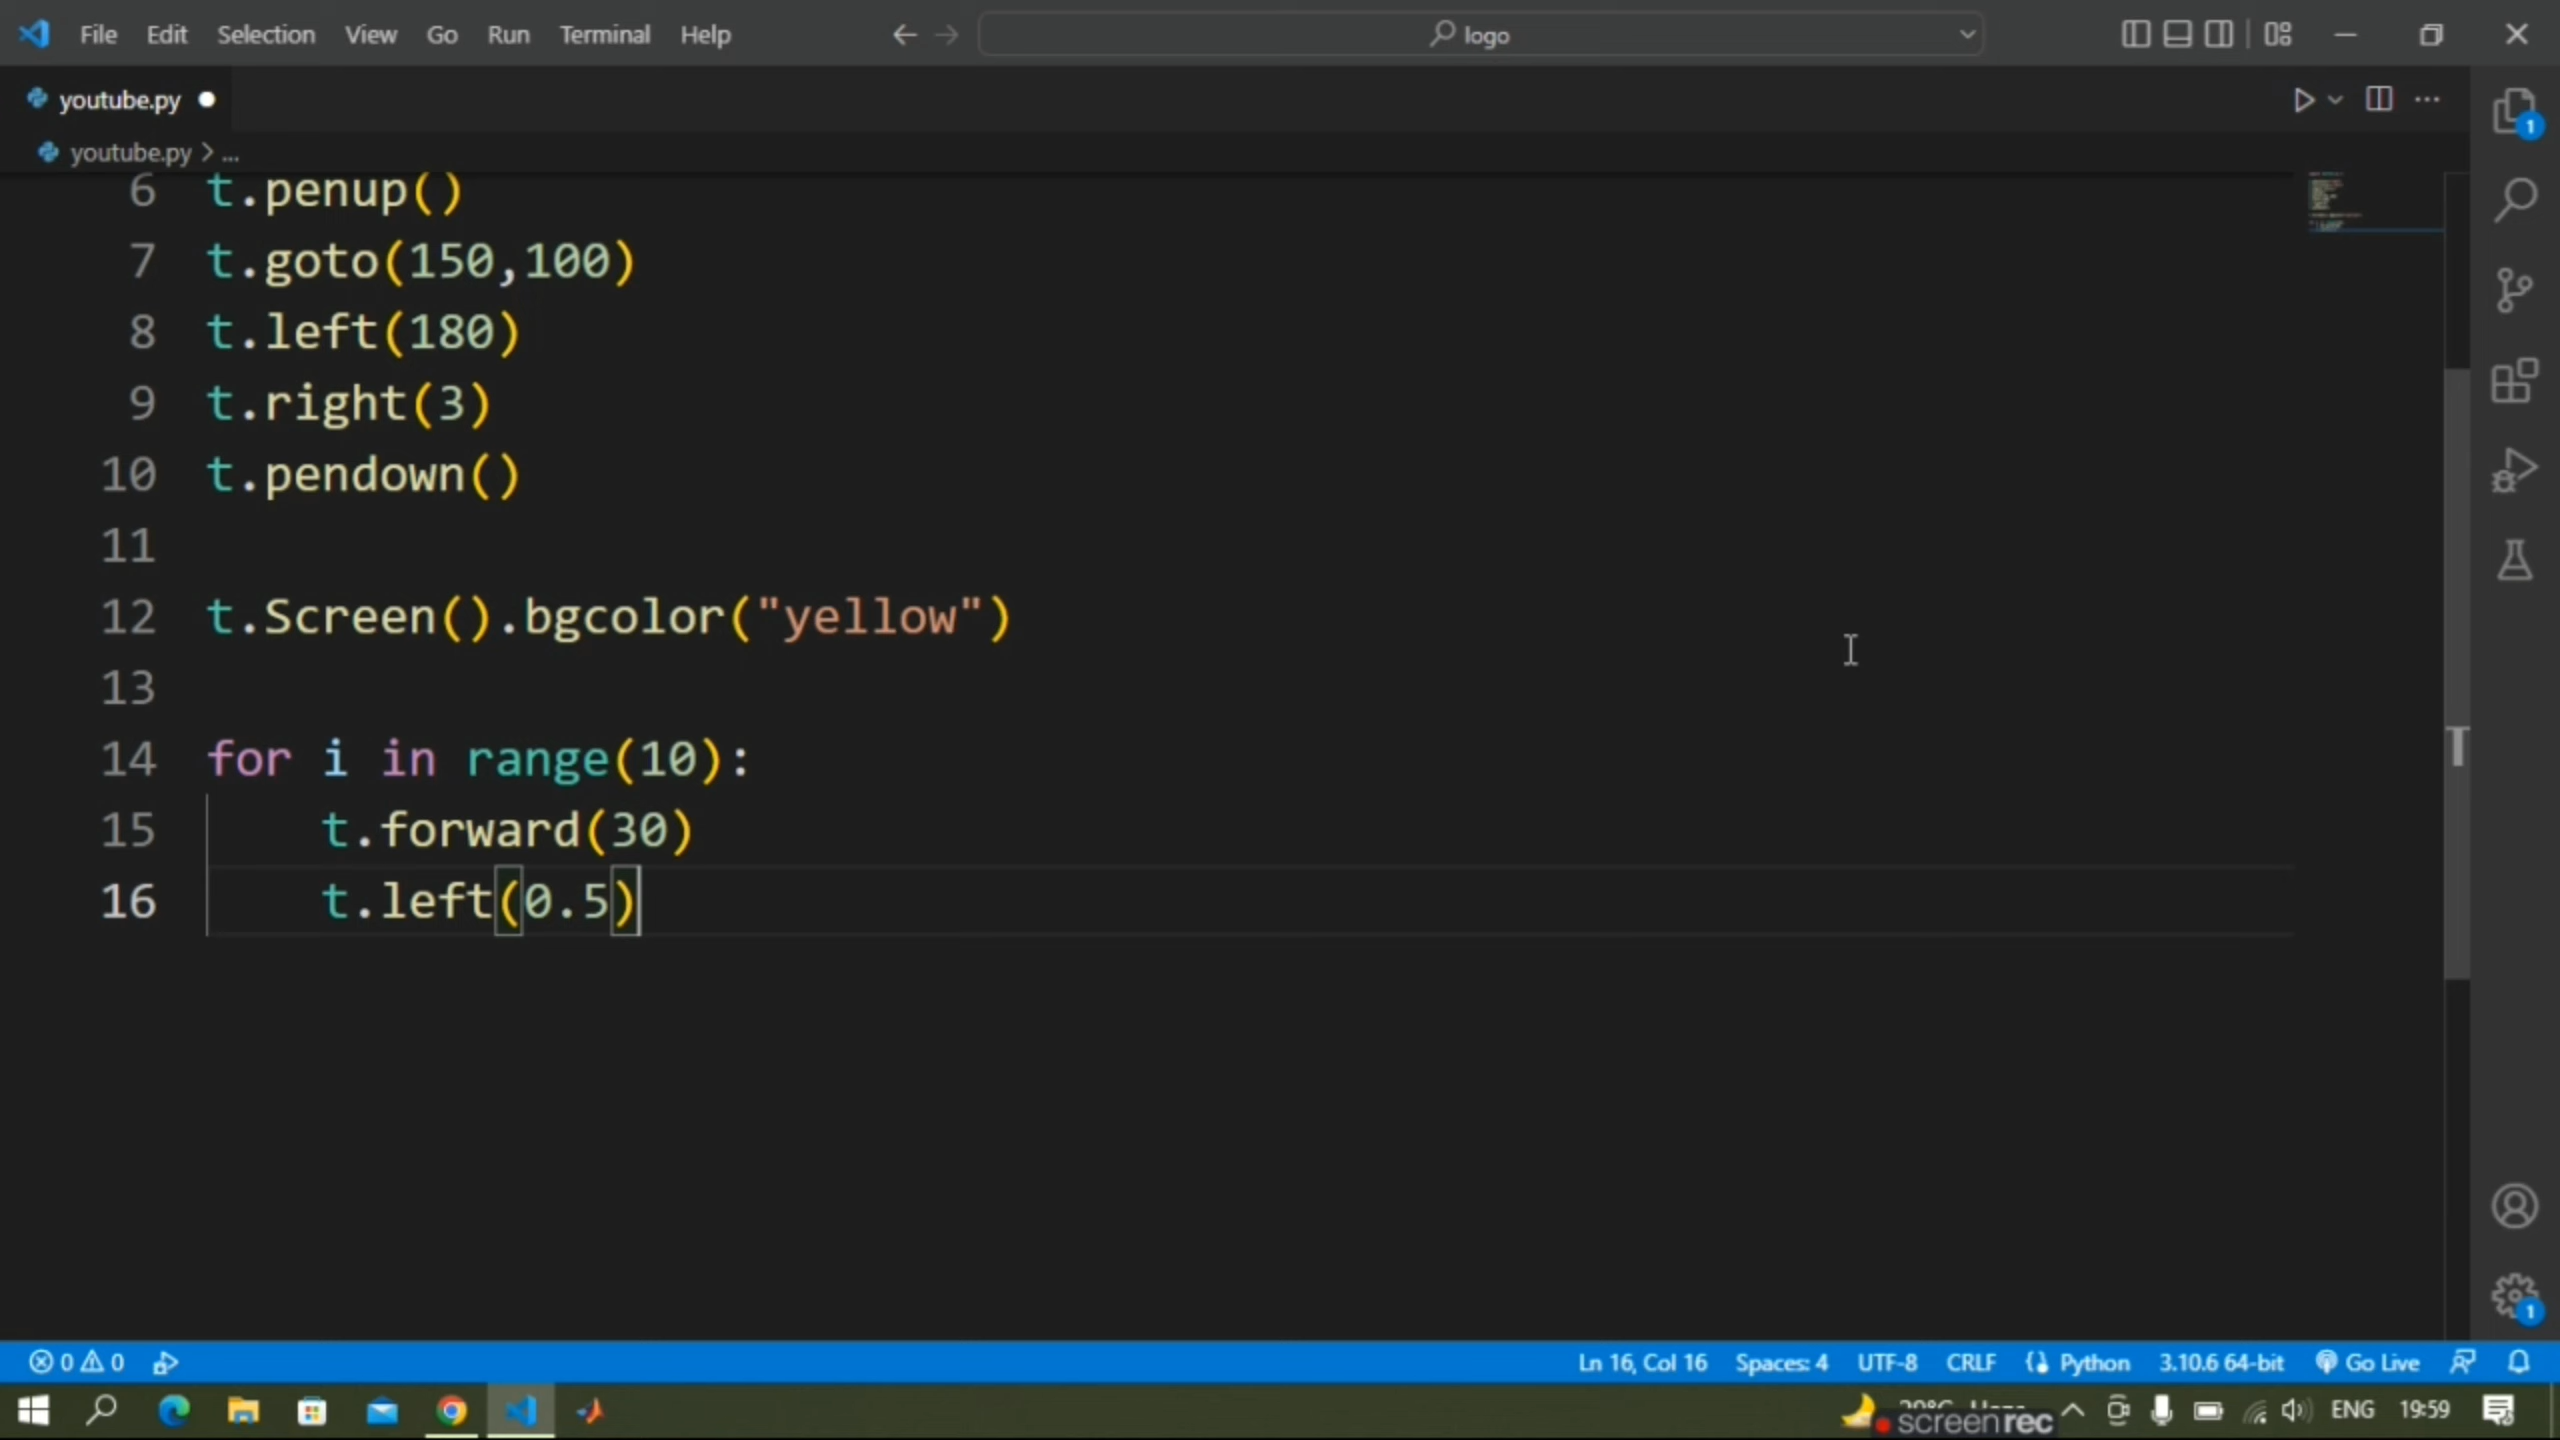 File Edit Selection View Go Run Terminal Help logo
youtube.py
youtube.py > ...
6 t.penup()
7 t.goto(150,100)
8 t.left(180)
9 t.right(3)
10 t.pendown()
11
12 t.Screen().bgcolor("yellow")
13
14 for i in range(10):
15 t.forward(30)
16 t.left(0.5)
1
1
0 0 Ln 16, Col 16 Spaces: 4 UTF-8 CRLF Python 3.10.6 64-bit Go Live
ENG 19:59
screenrec